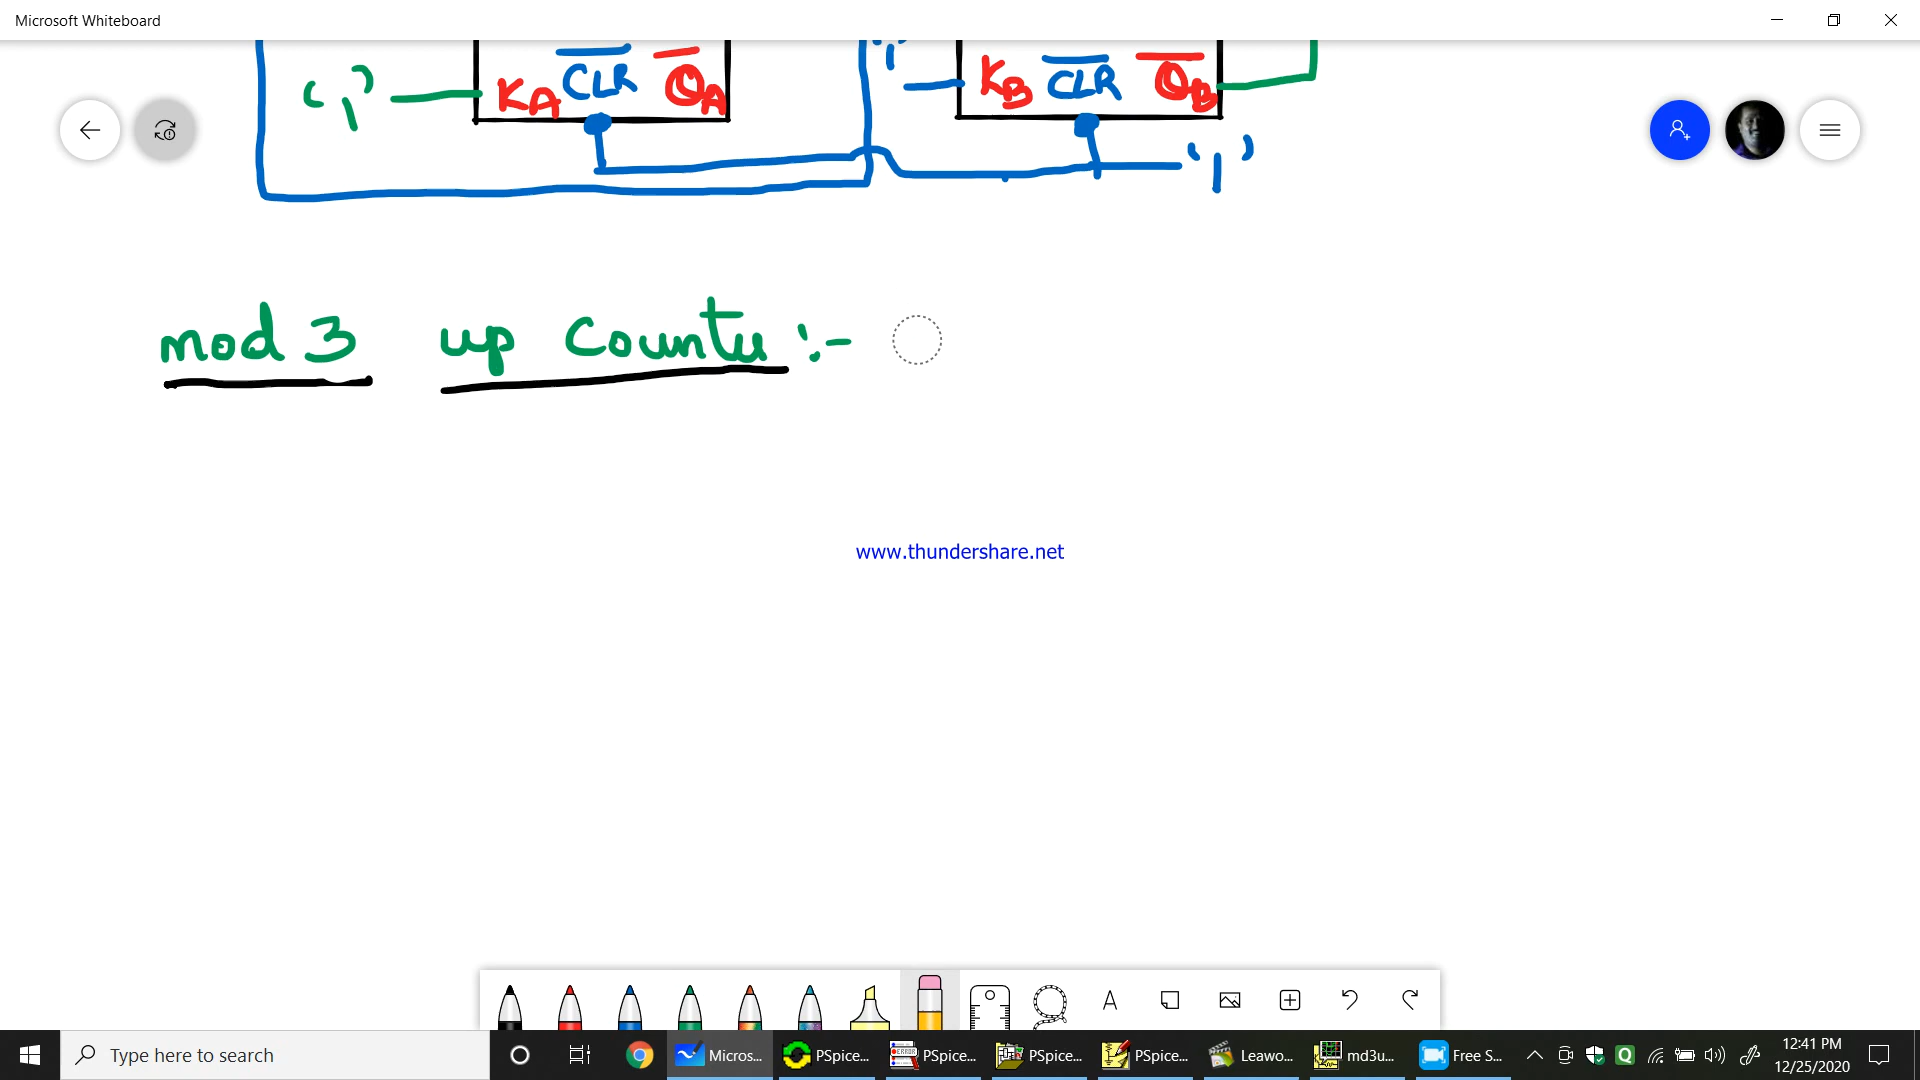 Microsoft Whiteboard
'1' KA CLR QA '1' KB CLR QB
'1'
mod 3 up Counter :-
www.thundershare.net
A
Type here to search Micros... PSpice... PSpice... PSpice... PSpice... Leawo... md3u... Free S... 12:41 PM
12/25/2020